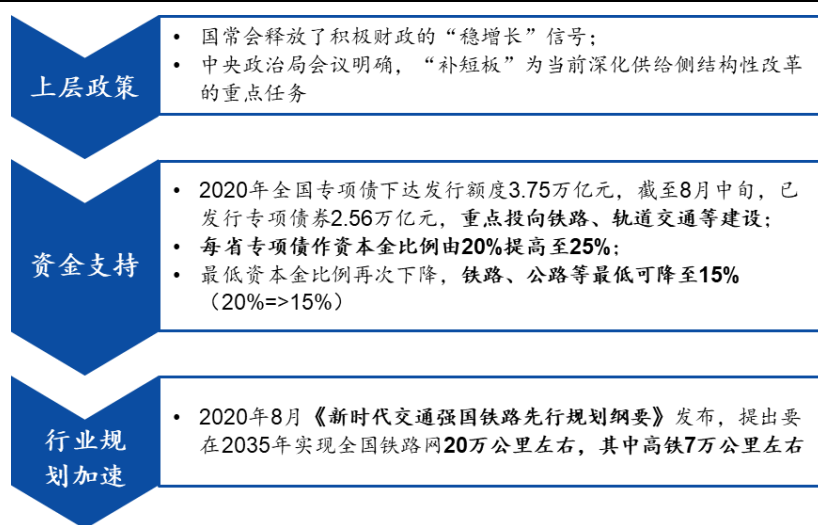 上层政策
• 国常会释放了积极财政的“稳增长”信号；
• 中央政治局会议明确，“补短板”为当前深化供给侧结构性改革
的重点任务
资金支持
• 2020年全国专项债下达发行额度3.75万亿元，截至8月中旬，已
发行专项债券2.56万亿元，重点投向铁路、轨道交通等建设；
• 每省专项债作资本金比例由20%提高至25%；
• 最低资本金比例再次下降，铁路、公路等最低可降至15%
（20%=>15%）
行业规
划加速
• 2020年8月《新时代交通强国铁路先行规划纲要》发布，提出要
在2035年实现全国铁路网20万公里左右，其中高铁7万公里左右